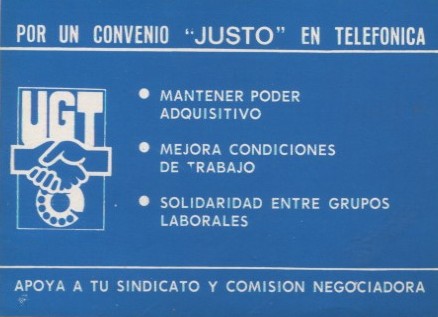 POR UN CONVENIO "JUSTO" EN TELEFONICA
UGT
MANTENER PODER
ADQUISITIVO
MEJORA CONDICIONES
DE TRABAJO
SOLIDARIDAD ENTRE GRUPOS
LABORALES
APOYA A TU SINDICATO Y COMISION NEGOCIADORA